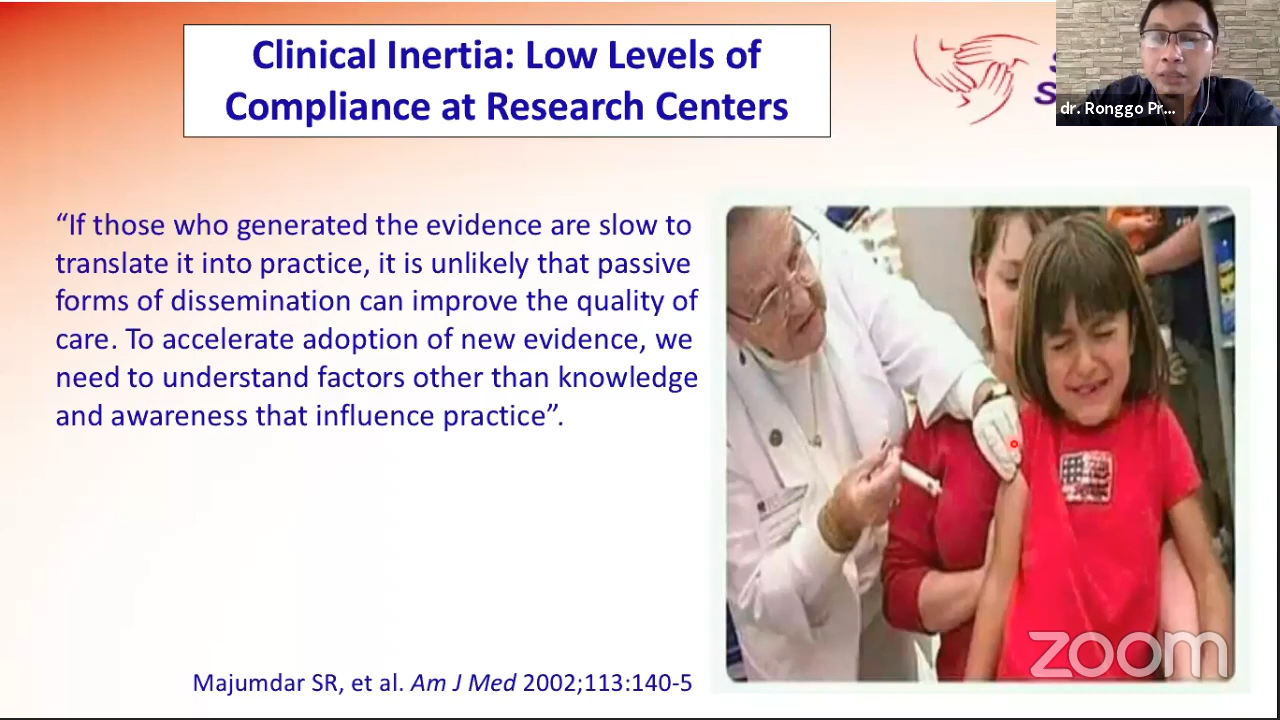 Clinical Inertia: Low Levels of
Compliance at Research Centers
dr. Ronggo Pr...
“If those who generated the evidence are slow to
translate it into practice, it is unlikely that passive
forms of dissemination can improve the quality of
care. To accelerate adoption of new evidence, we
need to understand factors other than knowledge
and awareness that influence practice”.
Majumdar SR, et al. Am J Med 2002;113:140-5
zoom